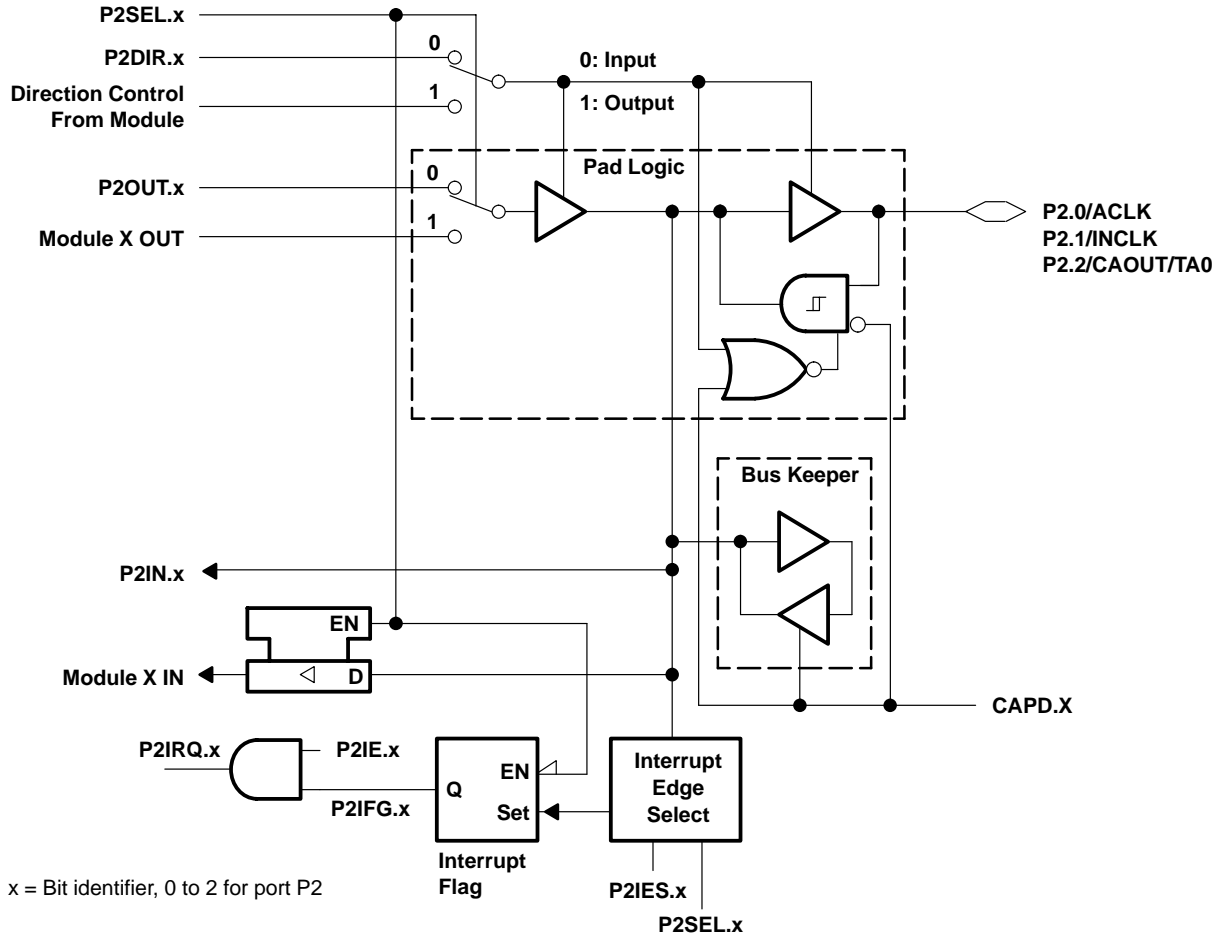 P2SEL.x
P2DIR.x
0
0: Input
Direction Control
From Module
1
1: Output
Pad Logic
P2OUT.x
0
Module X OUT
1
P2.0/ACLK
P2.1/INCLK
P2.2/CAOUT/TA0
Bus Keeper
P2IN.x
EN
Module X IN
D
CAPD.X
P2IRQ.x
P2IE.x
P2IFG.x
EN
Q
Set
Interrupt
Flag
Interrupt
Edge
Select
P2IES.x
P2SEL.x
x = Bit identifier, 0 to 2 for port P2